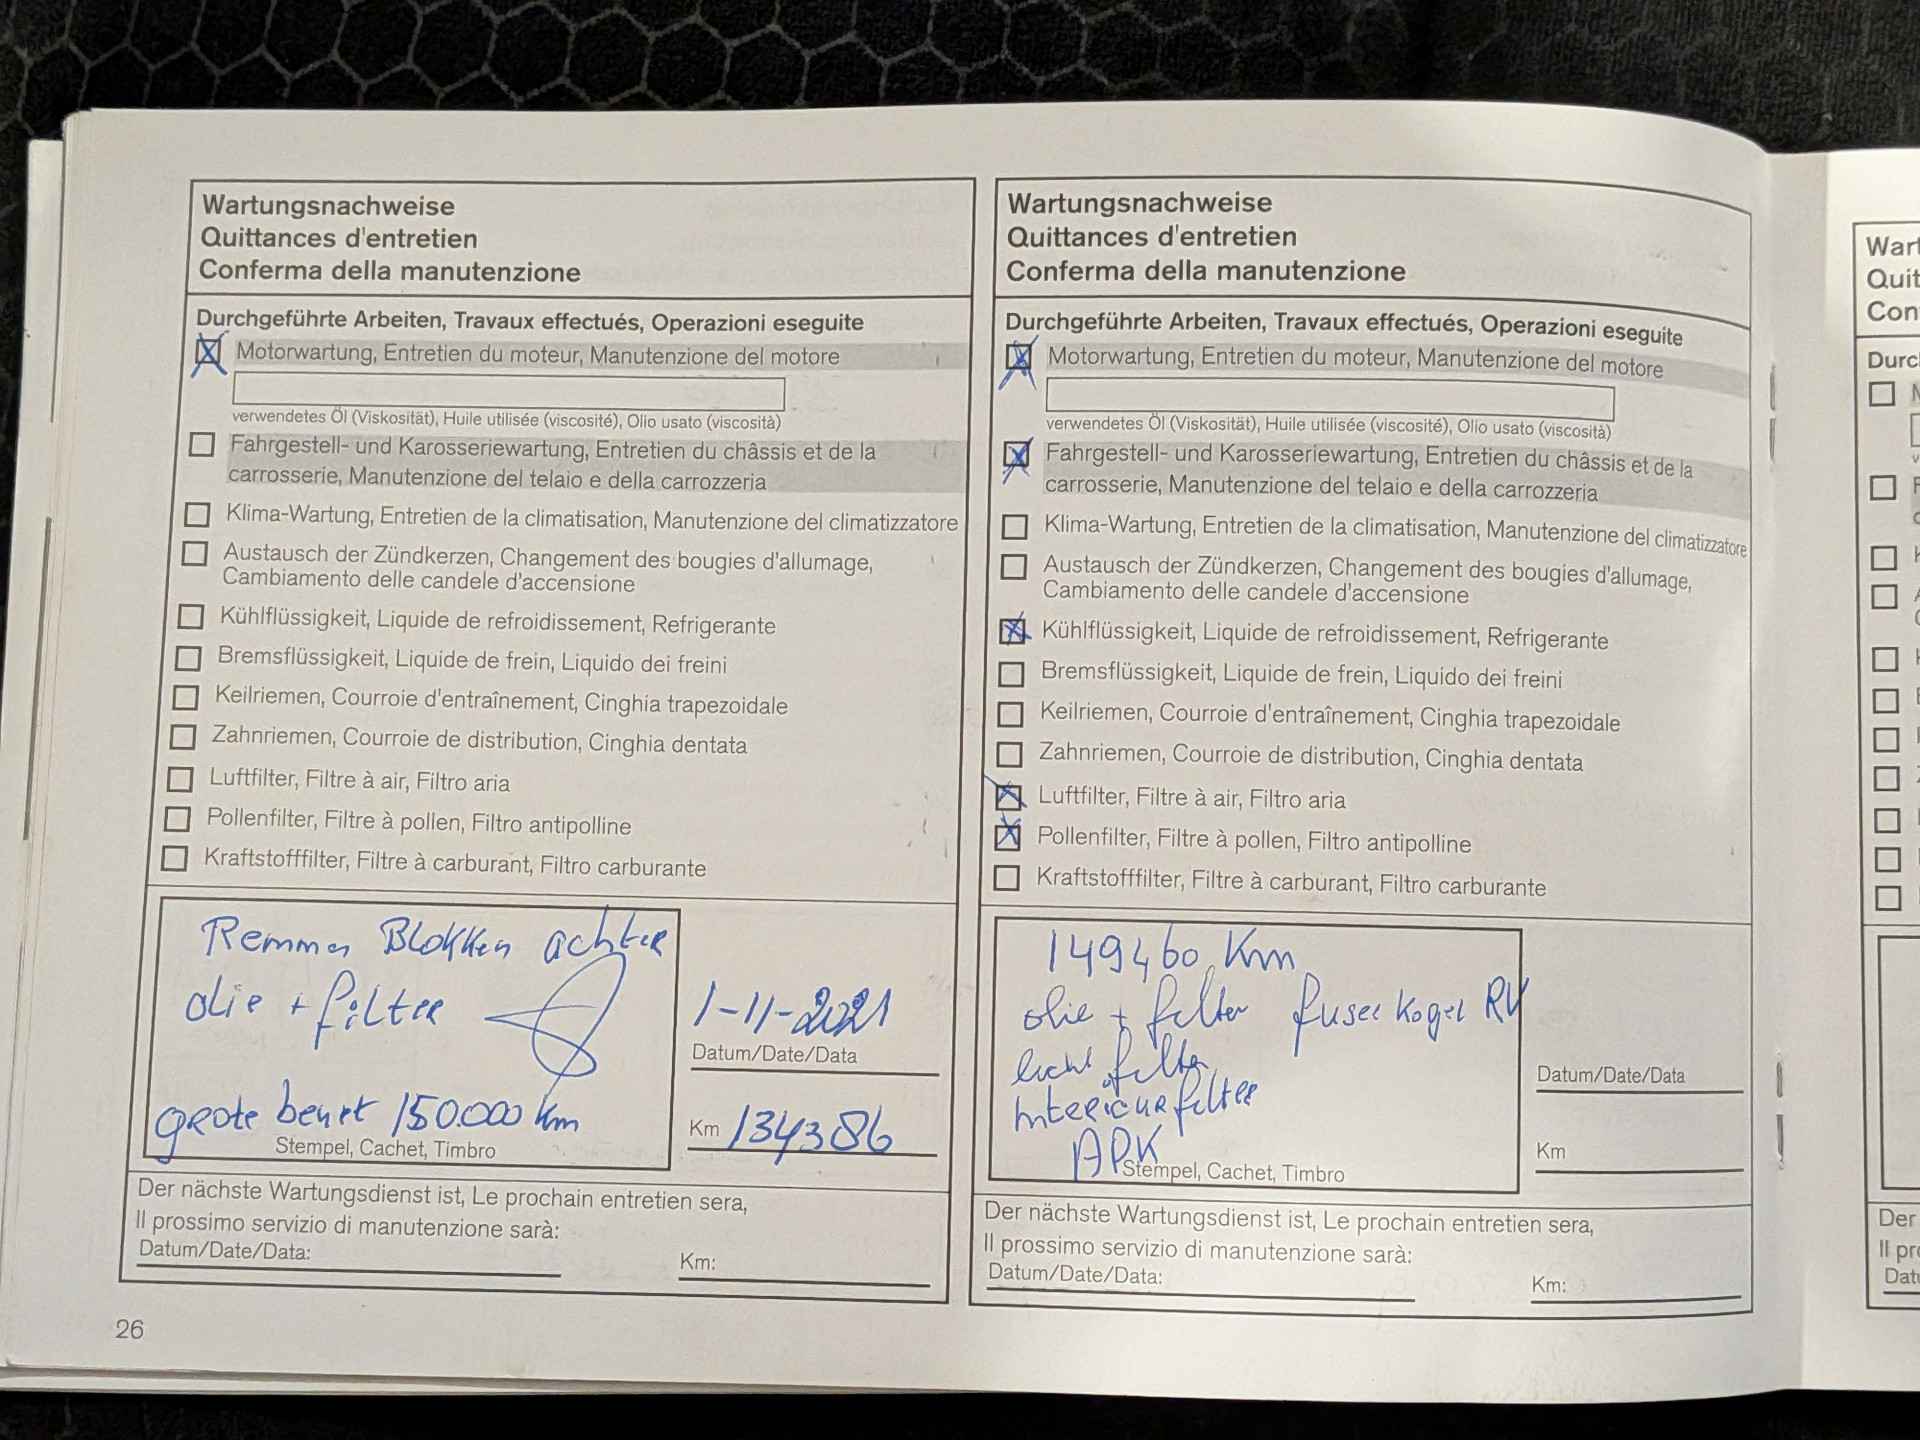 Wartungsnachweise
Quittances d'entretien
Conferma della manutenzione
Durchgeführte Arbeiten, Travaux effectués, Operazioni eseguite
Motorwartung, Entretien du moteur, Manutenzione del motore
verwendetes Öl (Viskosität), Huile utilisée (viscosité), Olio usato (viscosità)
Fahrgestell- und Karosseriewartung, Entretien du châssis et de la
carrosserie, Manutenzione del telaio e della carrozzeria
Klima-Wartung, Entretien de la climatisation, Manutenzione del climatizzatore
Austausch der Zündkerzen, Changement des bougies d'allumage,
Cambiamento delle candele d'accensione
Kühlflüssigkeit, Liquide de refroidissement, Refrigerante
Bremsflüssigkeit, Liquide de frein, Liquido dei freini
Keilriemen, Courroie d'entraînement, Cinghia trapezoidale
Zahnriemen, Courroie de distribution, Cinghia dentata
Luftfilter, Filtre à air, Filtro aria
Pollenfilter, Filtre à pollen, Filtro antipolline
Kraftstofffilter, Filtre à carburant, Filtro carburante
Remmen Blokken achter
olie + filter
grote beurt 150.000 km
Stempel, Cachet, Timbro
1-11-2021
Datum/Date/Data
Km 134386
Der nächste Wartungsdienst ist, Le prochain entretien sera,
Il prossimo servizio di manutenzione sarà:
Datum/Date/Data:
Km:
26
Wartungsnachweise
Quittances d'entretien
Conferma della manutenzione
Durchgeführte Arbeiten, Travaux effectués, Operazioni eseguite
Motorwartung, Entretien du moteur, Manutenzione del motore
verwendetes Öl (Viskosität), Huile utilisée (viscosité), Olio usato (viscosità)
Fahrgestell- und Karosseriewartung, Entretien du châssis et de la
carrosserie, Manutenzione del telaio e della carrozzeria
Klima-Wartung, Entretien de la climatisation, Manutenzione del climatizzatore
Austausch der Zündkerzen, Changement des bougies d'allumage,
Cambiamento delle candele d'accensione
Kühlflüssigkeit, Liquide de refroidissement, Refrigerante
Bremsflüssigkeit, Liquide de frein, Liquido dei freini
Keilriemen, Courroie d'entraînement, Cinghia trapezoidale
Zahnriemen, Courroie de distribution, Cinghia dentata
Luftfilter, Filtre à air, Filtro aria
Pollenfilter, Filtre à pollen, Filtro antipolline
Kraftstofffilter, Filtre à carburant, Filtro carburante
149460 Km
olie + filter fusee kogel RV
lucht filter
Interieurfilter
APK
Stempel, Cachet, Timbro
Datum/Date/Data
Km
Der nächste Wartungsdienst ist, Le prochain entretien sera,
Il prossimo servizio di manutenzione sarà:
Datum/Date/Data:
Km: